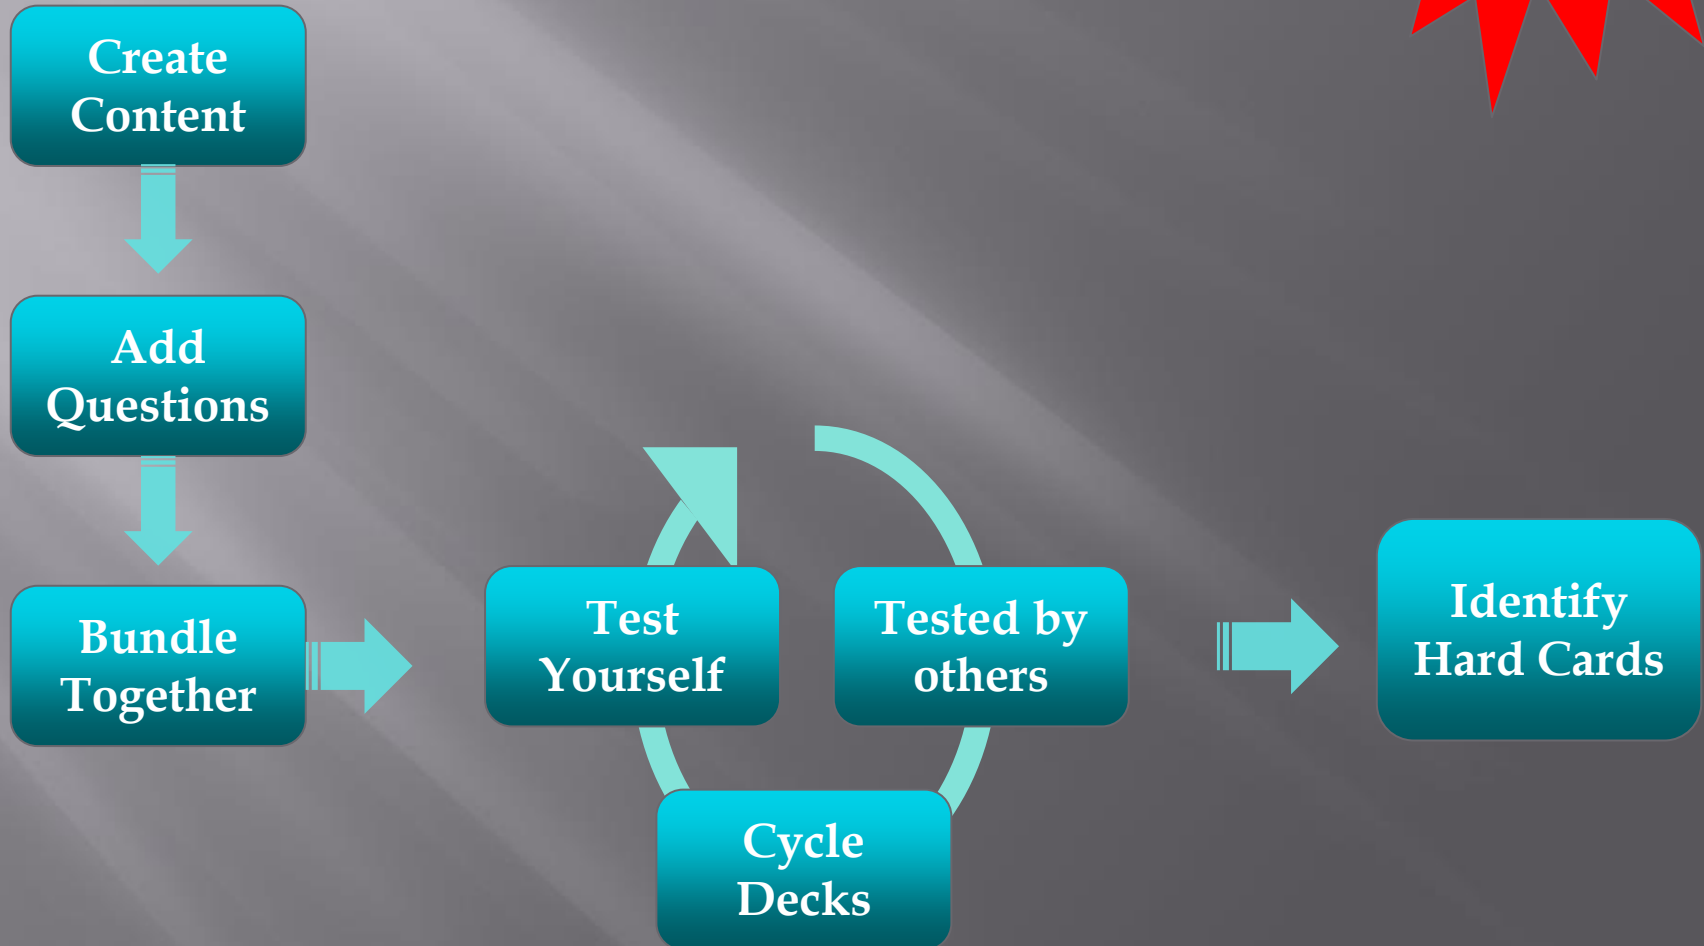 Create
Content
Add
Questions
Bundle
Together
Test
Yourself
Tested by
others
Cycle
Decks
Identify
Hard Cards